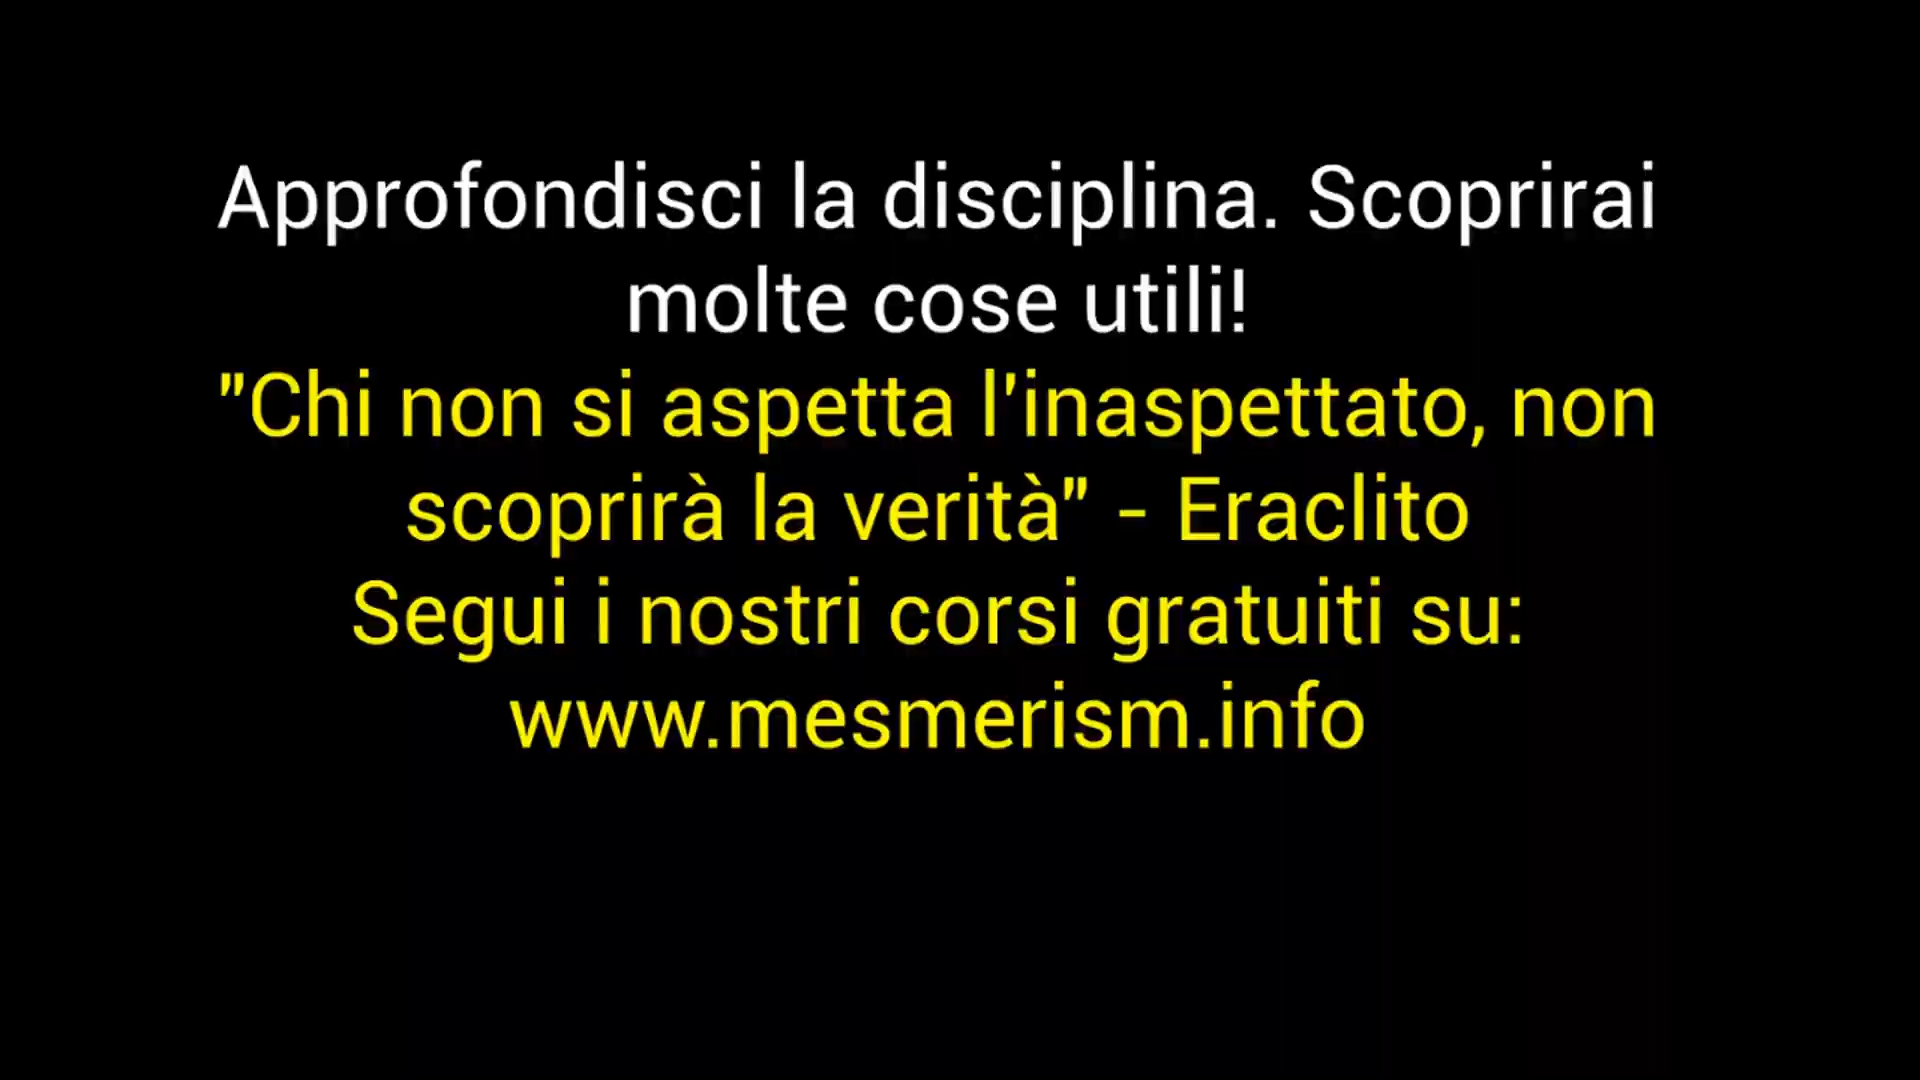 Approfondisci la disciplina. Scoprirai
molte cose utili!
"Chi non si aspetta l'inaspettato, non
scoprirà la verità" - Eraclito
Segui i nostri corsi gratuiti su:
www.mesmerism.info